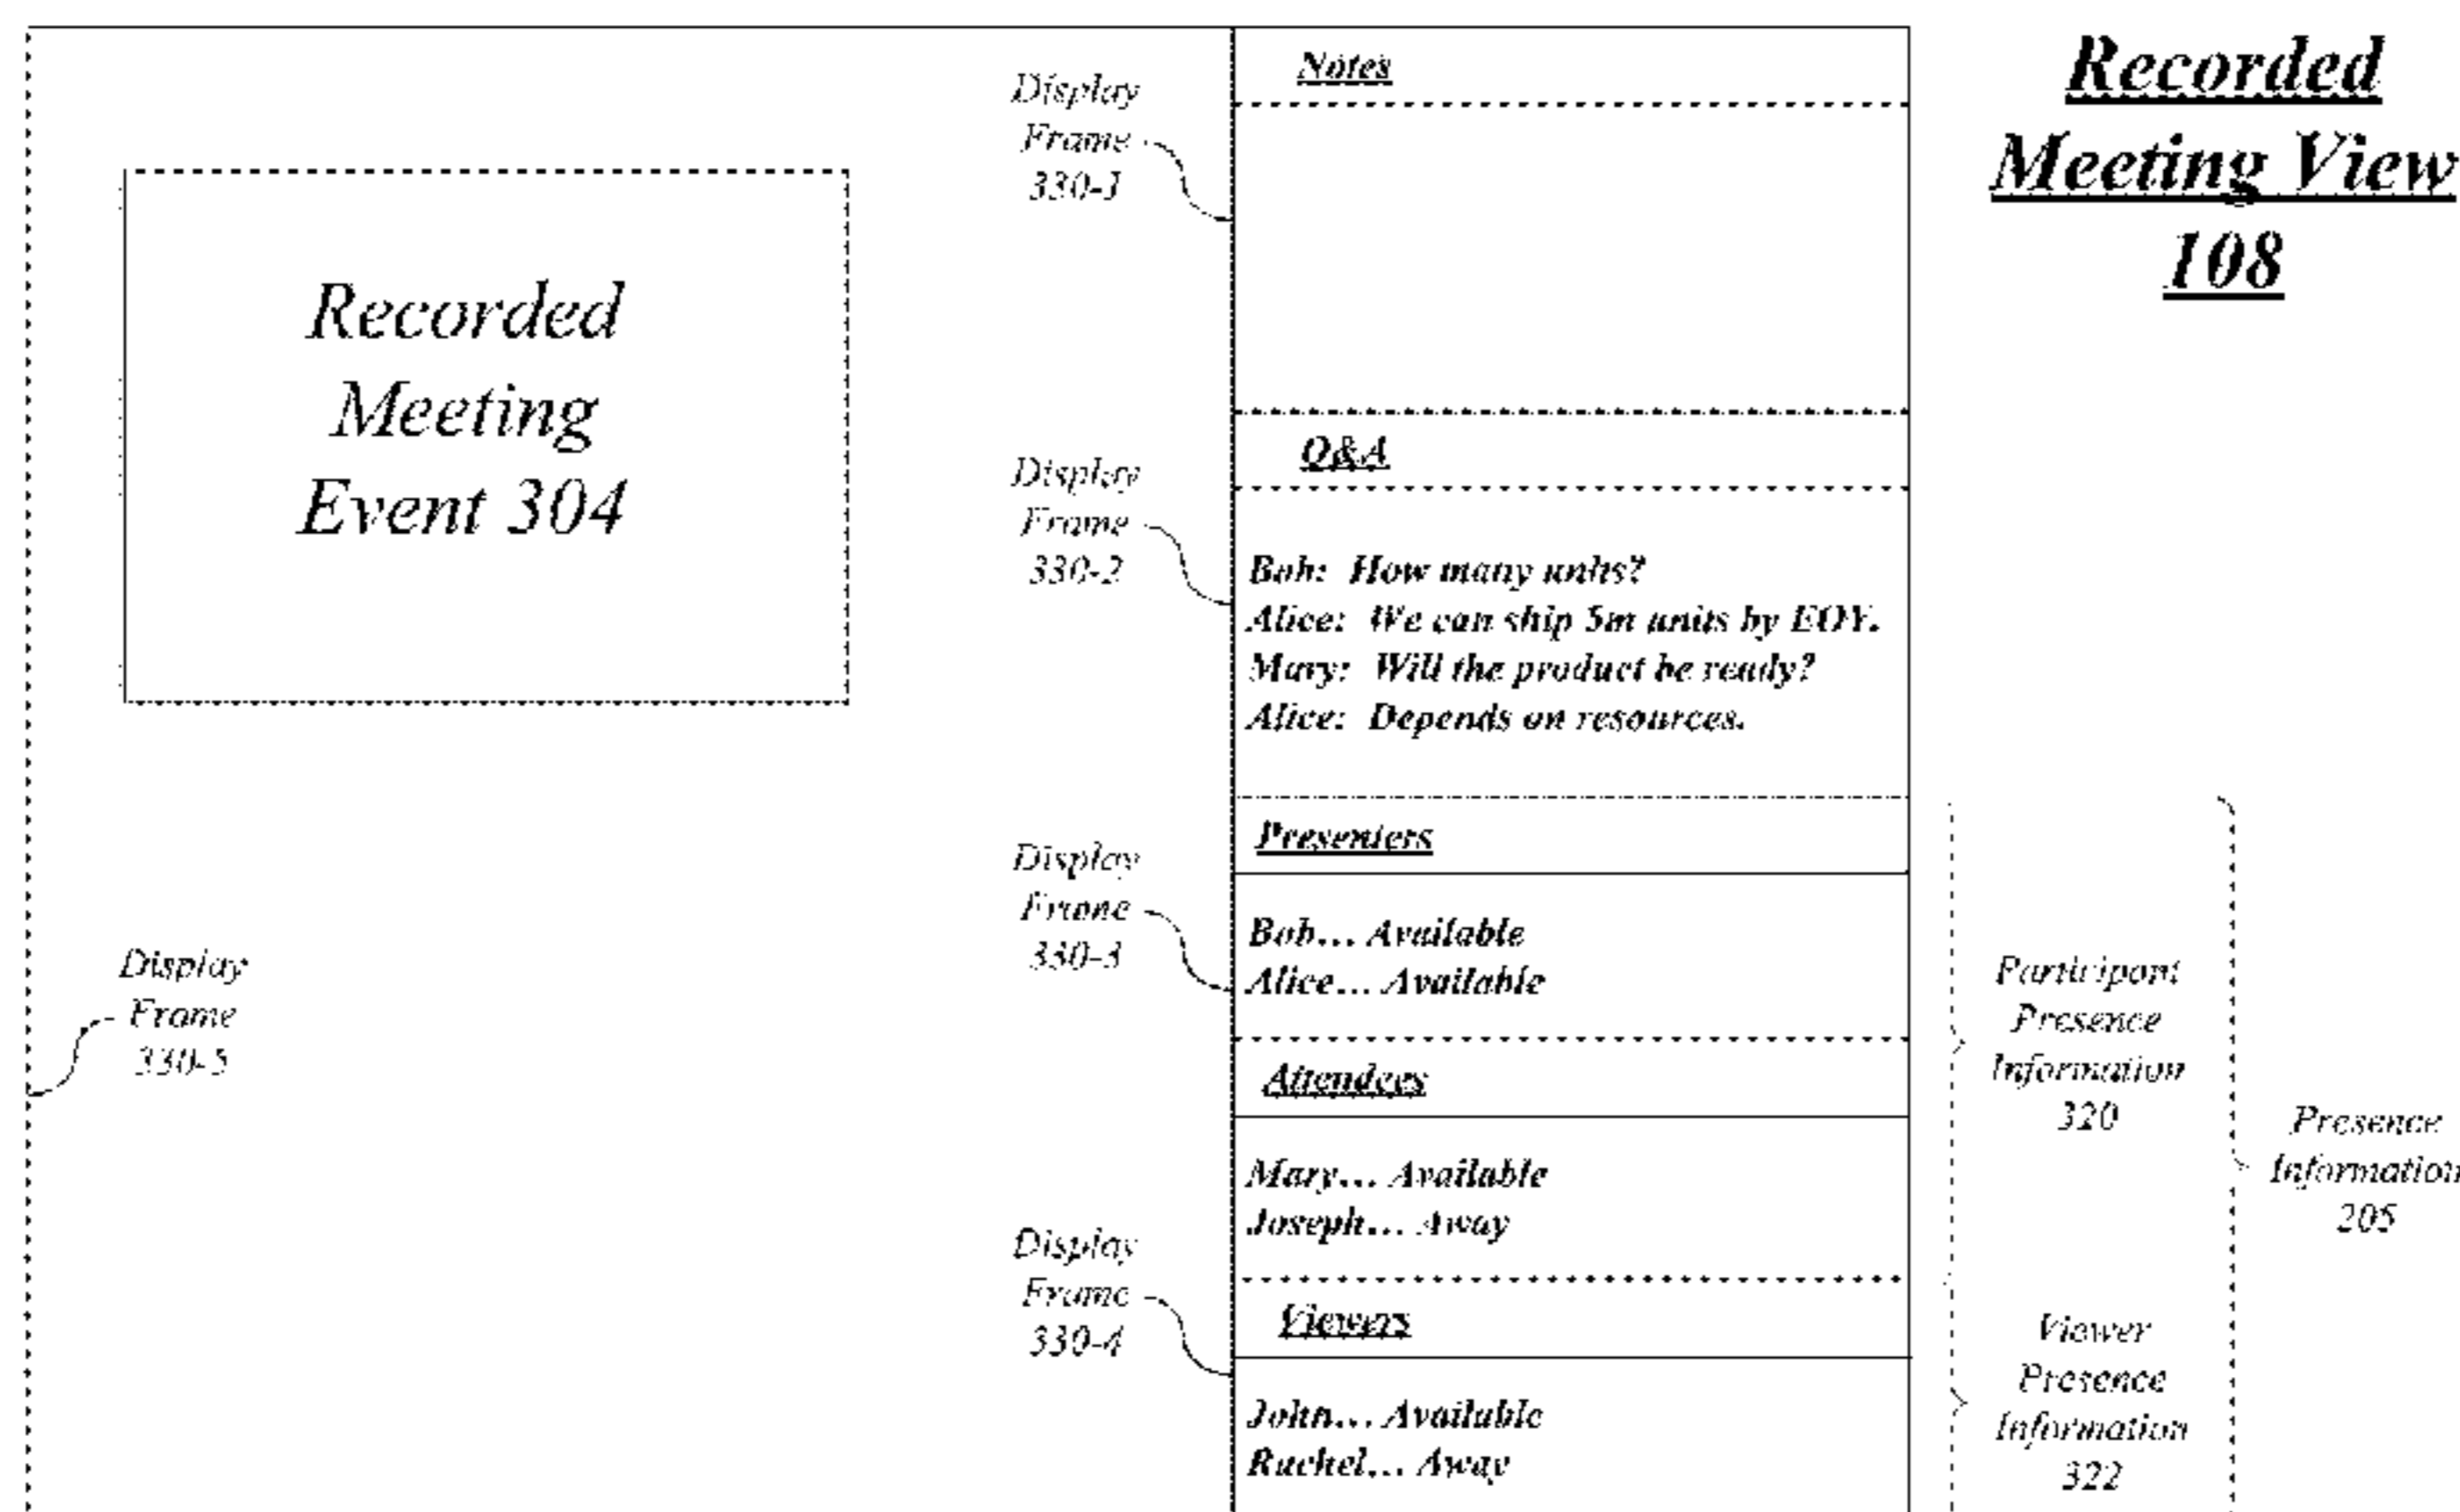 Recorded
Meeting View
108
Display
Frame
330-1
Notes
Recorded
Meeting
Event 304
Display
Frame
330-2
Q&A
Bob: How many units?
Alice: We can ship 5m units by EOY.
Mary: Will the product be ready?
Alice: Depends on resources.
Display
Frame
330-3
Presenters
Bob... Available
Alice... Available
Display
Frame
330-5
Attendees
Mary... Available
Joseph... Away
Display
Frame
330-4
Viewers
John... Available
Rachel... Away
Participant
Presence
Information
320
Presence
Information
205
Viewer
Presence
Information
322